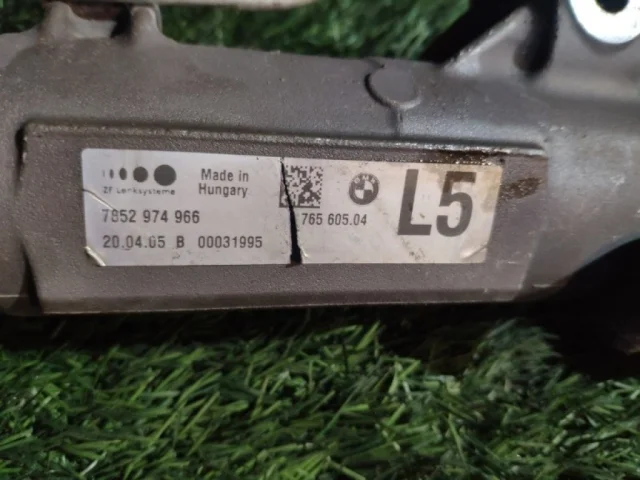 ZF Lenksysteme
Made in
Hungary
7852 974 966
20.04.05 B 00031995
765 605.04
L5